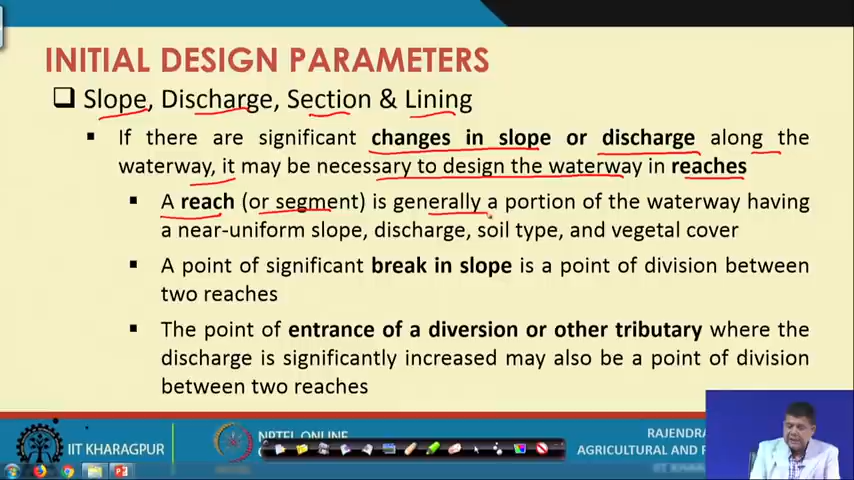 INITIAL DESIGN PARAMETERS
Slope, Discharge, Section & Lining
If there are significant changes in slope or discharge along the
waterway, it may be necessary to design the waterway in reaches
A reach (or segment) is generally a portion of the waterway having
a near-uniform slope, discharge, soil type, and vegetal cover
A point of significant break in slope is a point of division between
two reaches
The point of entrance of a diversion or other tributary where the
discharge is significantly increased may also be a point of division
between two reaches
IIT KHARAGPUR
NPTEL ONLINE
RAJENDRA
AGRICULTURAL AND